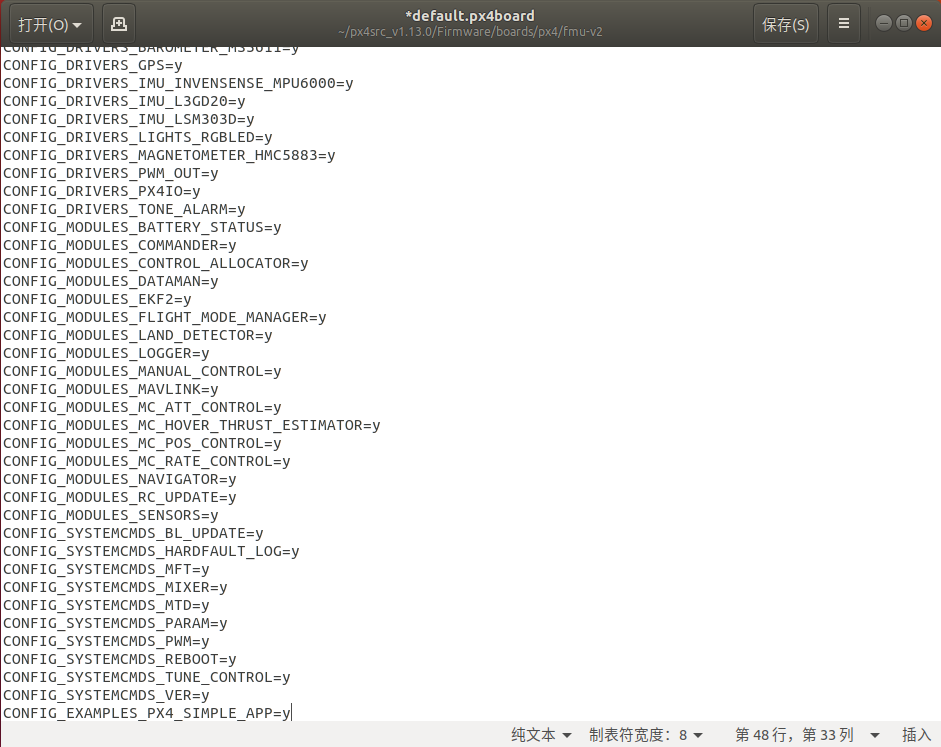 打开(O)
*default.px4board
~/px4src_v1.13.0/Firmware/boards/px4/fmu-v2
保存(S)
CONFIG_DRIVERS_BAROMETER_MS5611=y
CONFIG_DRIVERS_GPS=y
CONFIG_DRIVERS_IMU_INVENSENSE_MPU6000=y
CONFIG_DRIVERS_IMU_L3GD20=y
CONFIG_DRIVERS_IMU_LSM303D=y
CONFIG_DRIVERS_LIGHTS_RGBLED=y
CONFIG_DRIVERS_MAGNETOMETER_HMC5883=y
CONFIG_DRIVERS_PWM_OUT=y
CONFIG_DRIVERS_PX4IO=y
CONFIG_DRIVERS_TONE_ALARM=y
CONFIG_MODULES_BATTERY_STATUS=y
CONFIG_MODULES_COMMANDER=y
CONFIG_MODULES_CONTROL_ALLOCATOR=y
CONFIG_MODULES_DATAMAN=y
CONFIG_MODULES_EKF2=y
CONFIG_MODULES_FLIGHT_MODE_MANAGER=y
CONFIG_MODULES_LAND_DETECTOR=y
CONFIG_MODULES_LOGGER=y
CONFIG_MODULES_MANUAL_CONTROL=y
CONFIG_MODULES_MAVLINK=y
CONFIG_MODULES_MC_ATT_CONTROL=y
CONFIG_MODULES_MC_HOVER_THRUST_ESTIMATOR=y
CONFIG_MODULES_MC_POS_CONTROL=y
CONFIG_MODULES_MC_RATE_CONTROL=y
CONFIG_MODULES_NAVIGATOR=y
CONFIG_MODULES_RC_UPDATE=y
CONFIG_MODULES_SENSORS=y
CONFIG_SYSTEMCMDS_BL_UPDATE=y
CONFIG_SYSTEMCMDS_HARDFAULT_LOG=y
CONFIG_SYSTEMCMDS_MFT=y
CONFIG_SYSTEMCMDS_MIXER=y
CONFIG_SYSTEMCMDS_MTD=y
CONFIG_SYSTEMCMDS_PARAM=y
CONFIG_SYSTEMCMDS_PWM=y
CONFIG_SYSTEMCMDS_REBOOT=y
CONFIG_SYSTEMCMDS_TUNE_CONTROL=y
CONFIG_SYSTEMCMDS_VER=y
CONFIG_EXAMPLES_PX4_SIMPLE_APP=y
纯文本 制表符宽度：8 第 48 行，第 33 列 插入